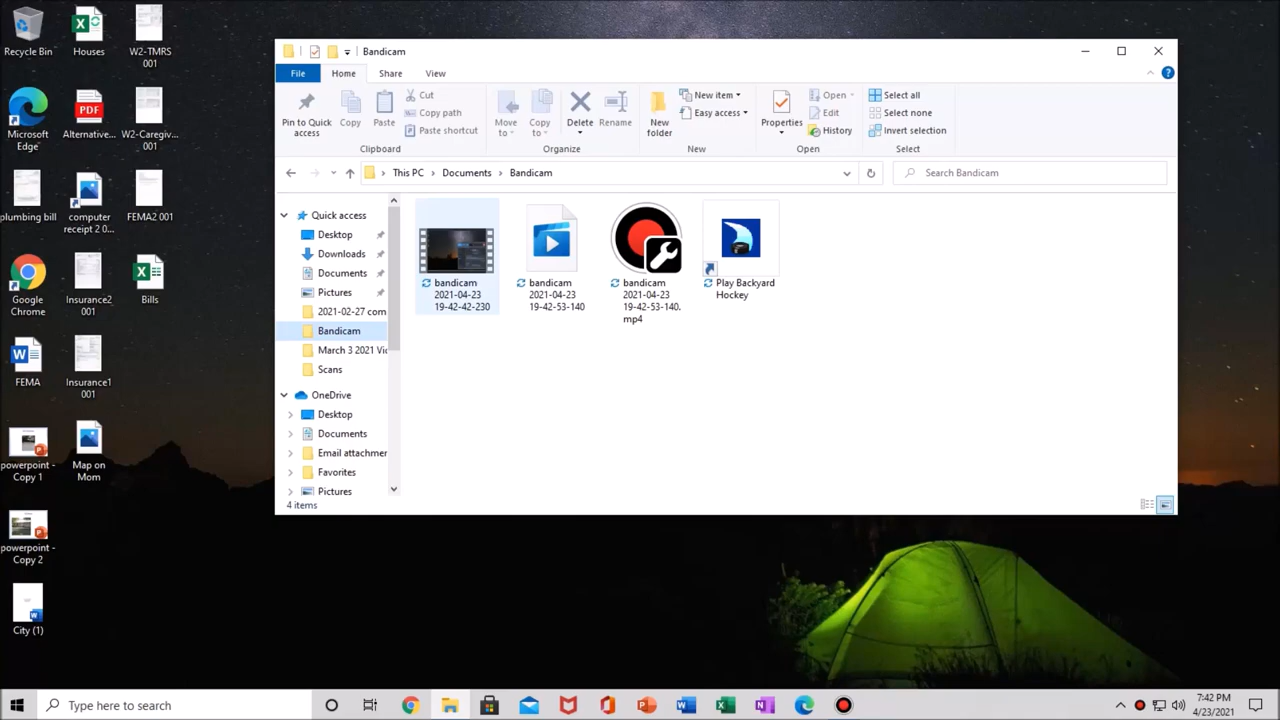 Recycle Bin
Houses
W2-TMRS
001
Microsoft
Edge
PDF
Alternative...
W2-Caregiv...
001
plumbing bill
computer
receipt 2 0...
FEMA2 001
Google
Chrome
Insurance2
001
Bills
FEMA
Insurance1
001
powerpoint -
Copy 1
Map on
Mom
powerpoint -
Copy 2
City (1)
Bandicam
File
Home
Share
View
Pin to Quick
access
Copy
Paste
Cut
Copy path
Paste shortcut
Clipboard
Move
to
Copy
to
Delete
Rename
Organize
New
folder
New item
Easy access
New
Properties
Open
Edit
History
Open
Select all
Select none
Invert selection
Select
This PC > Documents > Bandicam
Search Bandicam
Quick access
Desktop
Downloads
Documents
Pictures
2021-02-27 com
Bandicam
March 3 2021 Vic
Scans
OneDrive
Desktop
Documents
Email attachmer
Favorites
Pictures
bandicam
2021-04-23
19-42-42-230
bandicam
2021-04-23
19-42-53-140
bandicam
2021-04-23
19-42-53-140.
mp4
Play Backyard
Hockey
4 items
Type here to search
7:42 PM
4/23/2021